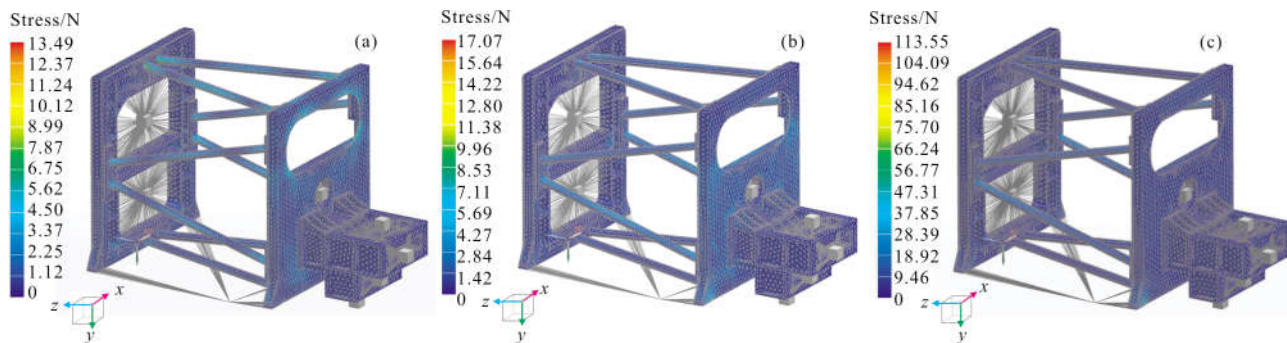 Stress/N
13.49
12.37
11.24
10.12
8.99
7.87
6.75
5.62
4.50
3.37
2.25
1.12
0
(a)
x
z
y
Stress/N
17.07
15.64
14.22
12.80
11.38
9.96
8.53
7.11
5.69
4.27
2.84
1.42
0
(b)
x
z
y
Stress/N
113.55
104.09
94.62
85.16
75.70
66.24
56.77
47.31
37.85
28.39
18.92
9.46
0
(c)
x
z
y